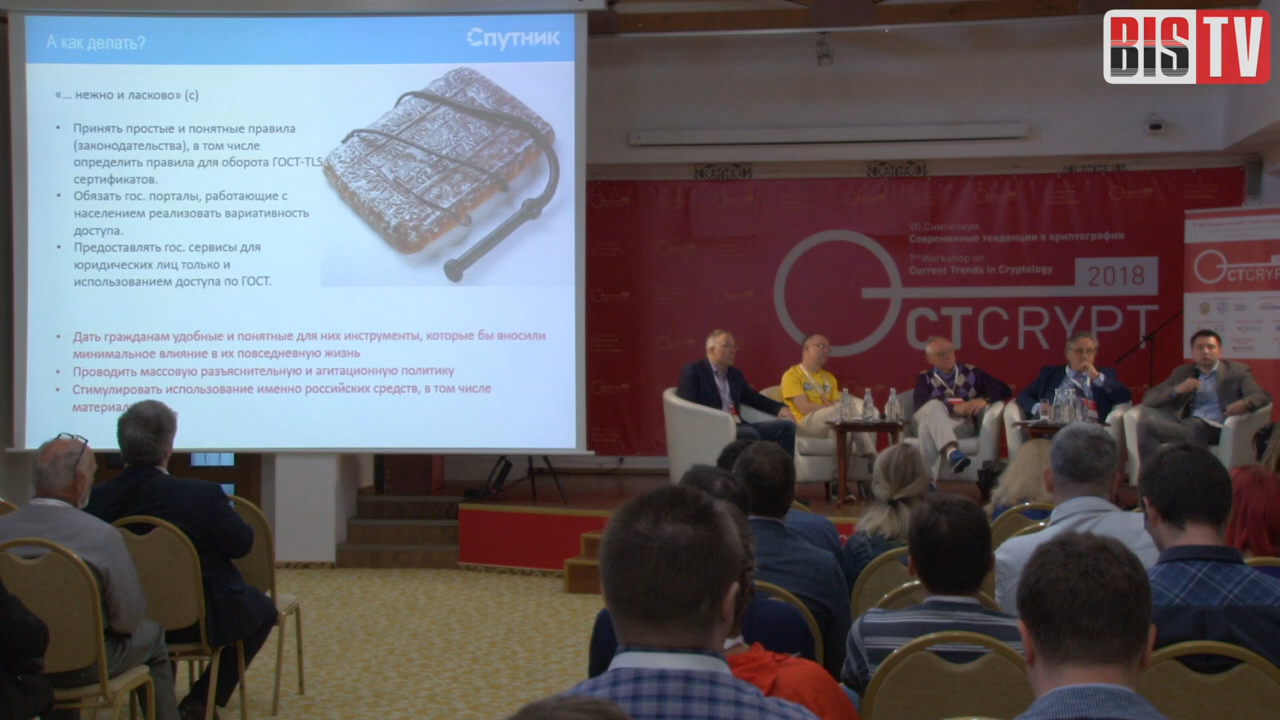 А как делать?
Спутник
BISTV
«... нежно и ласково» (с)
• Принять простые и понятные правила
(законодательства), в том числе
определить правила для оборота ГОСТ-TLS
сертификатов.
• Обязать гос. порталы, работающие с
населением реализовать вариативность
доступа.
• Предоставлять гос. сервисы для
юридических лиц только и
использованием доступа по ГОСТ.
• Дать гражданам удобные и понятные для них инструменты, которые бы вносили
минимальное влияние в их повседневную жизнь
• Проводить массовую разъяснительную и агитационную политику
• Стимулировать использование именно российских средств, в том числе
VII Симпозиум
Современные тенденции в криптографии
7th Workshop on
Current Trends in Cryptology
2018
CTCRYPT
CTCRYPT